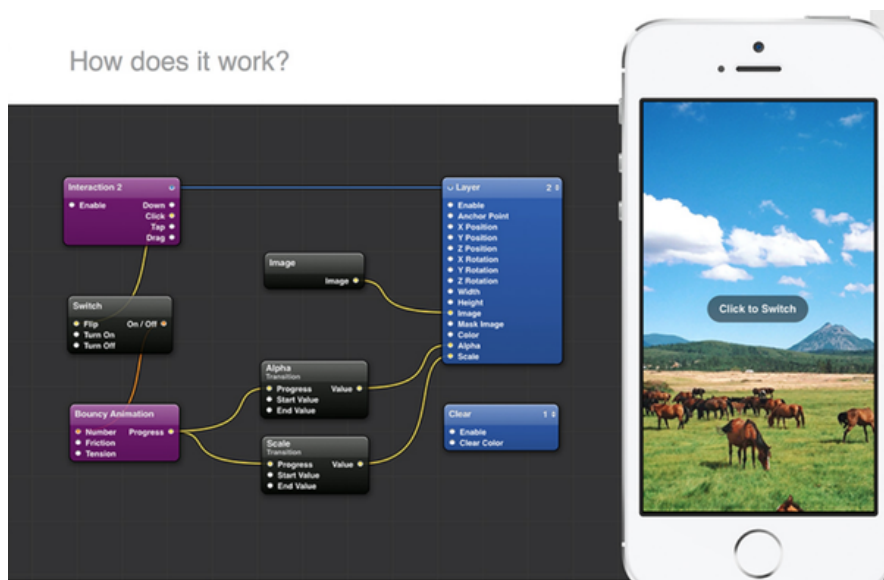 How does it work?
Interaction 2
Enable Down
Click
Tap
Drag
Switch
Flip On / Off
Turn On
Turn Off
Bouncy Animation
Number Progress
Friction
Tension
Image
Image
Alpha
Transition
Progress Value
Start Value
End Value
Scale
Transition
Progress Value
Start Value
End Value
Layer 2
Enable
Anchor Point
X Position
Y Position
Z Position
X Rotation
Y Rotation
Z Rotation
Width
Height
Image
Mask Image
Color
Alpha
Scale
Clear 1
Enable
Clear Color
Click to Switch